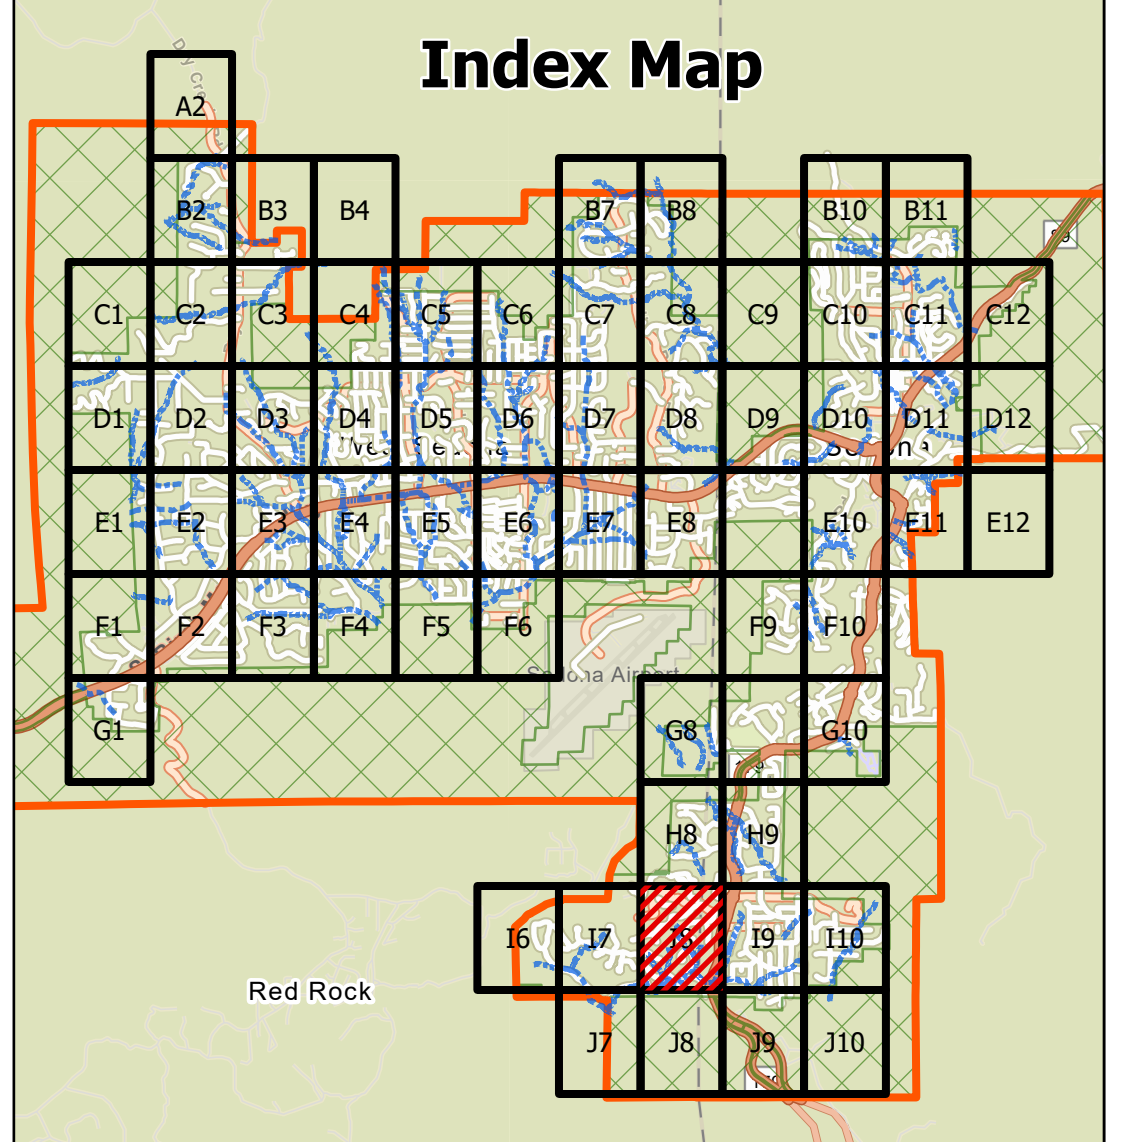 Index Map
A2
B2 B3 B4 B7 B8 B10 B11
C1 C2 C3 C4 C5 C6 C7 C8 C9 C10 C11 C12
D1 D2 D3 D4 D5 D6 D7 D8 D9 D10 D11 D12
E1 E2 E3 E4 E5 E6 E7 E8 E10 E11 E12
F1 F2 F3 F4 F5 F6 F9 F10
Sedona Airport
G1 G8 G10
H8 H9
I6 I7 I8 I9 I10
Red Rock
J7 J8 J9 J10